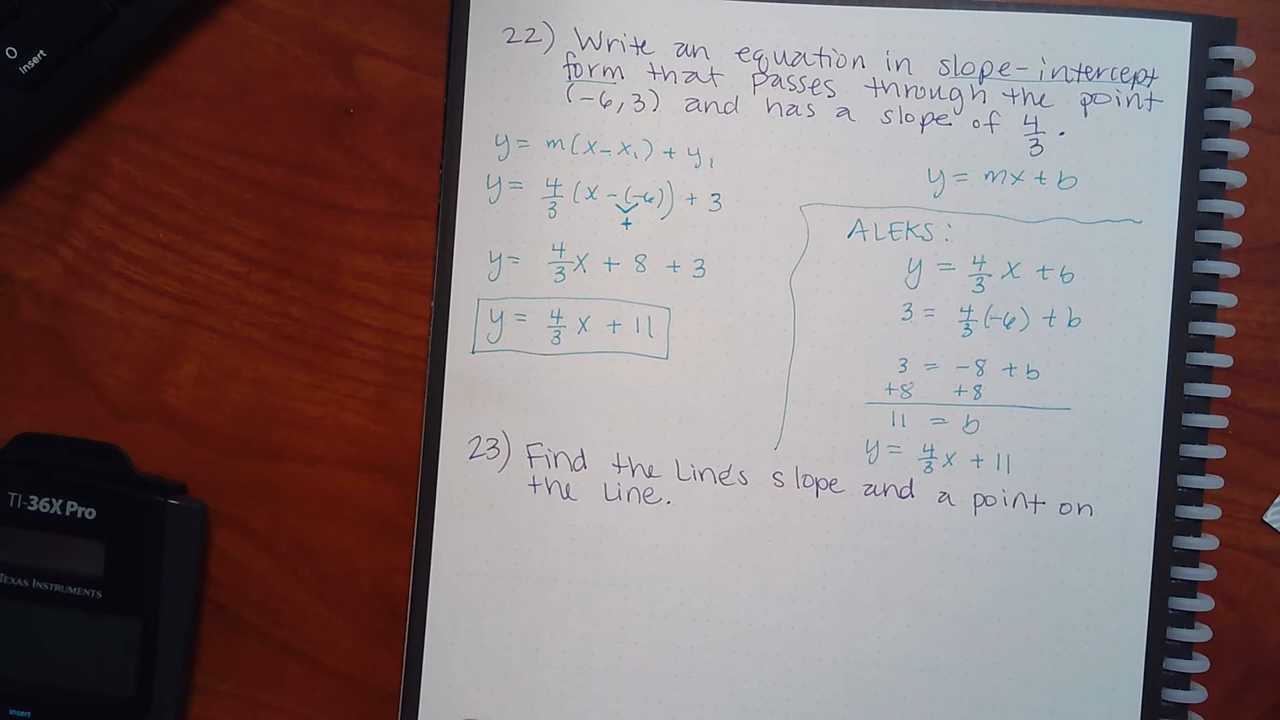 O
Insert
22) Write an equation in slope-intercept
form that passes through the point
(-6,3) and has a slope of 4/3.
y = m(x-x₁) + y₁
y = mx + b
y = 4/3 (x-(-6)) + 3
+
y = 4/3 x + 8 + 3
y = 4/3 x + 11
ALEKS:
y = 4/3 x + b
3 = 4/3 (-6) + b
3 = -8 + b
+8 +8
11 = b
y = 4/3 x + 11
23) Find the Line's slope and a point on
the line.
TI-36X Pro
TEXAS INSTRUMENTS
insert